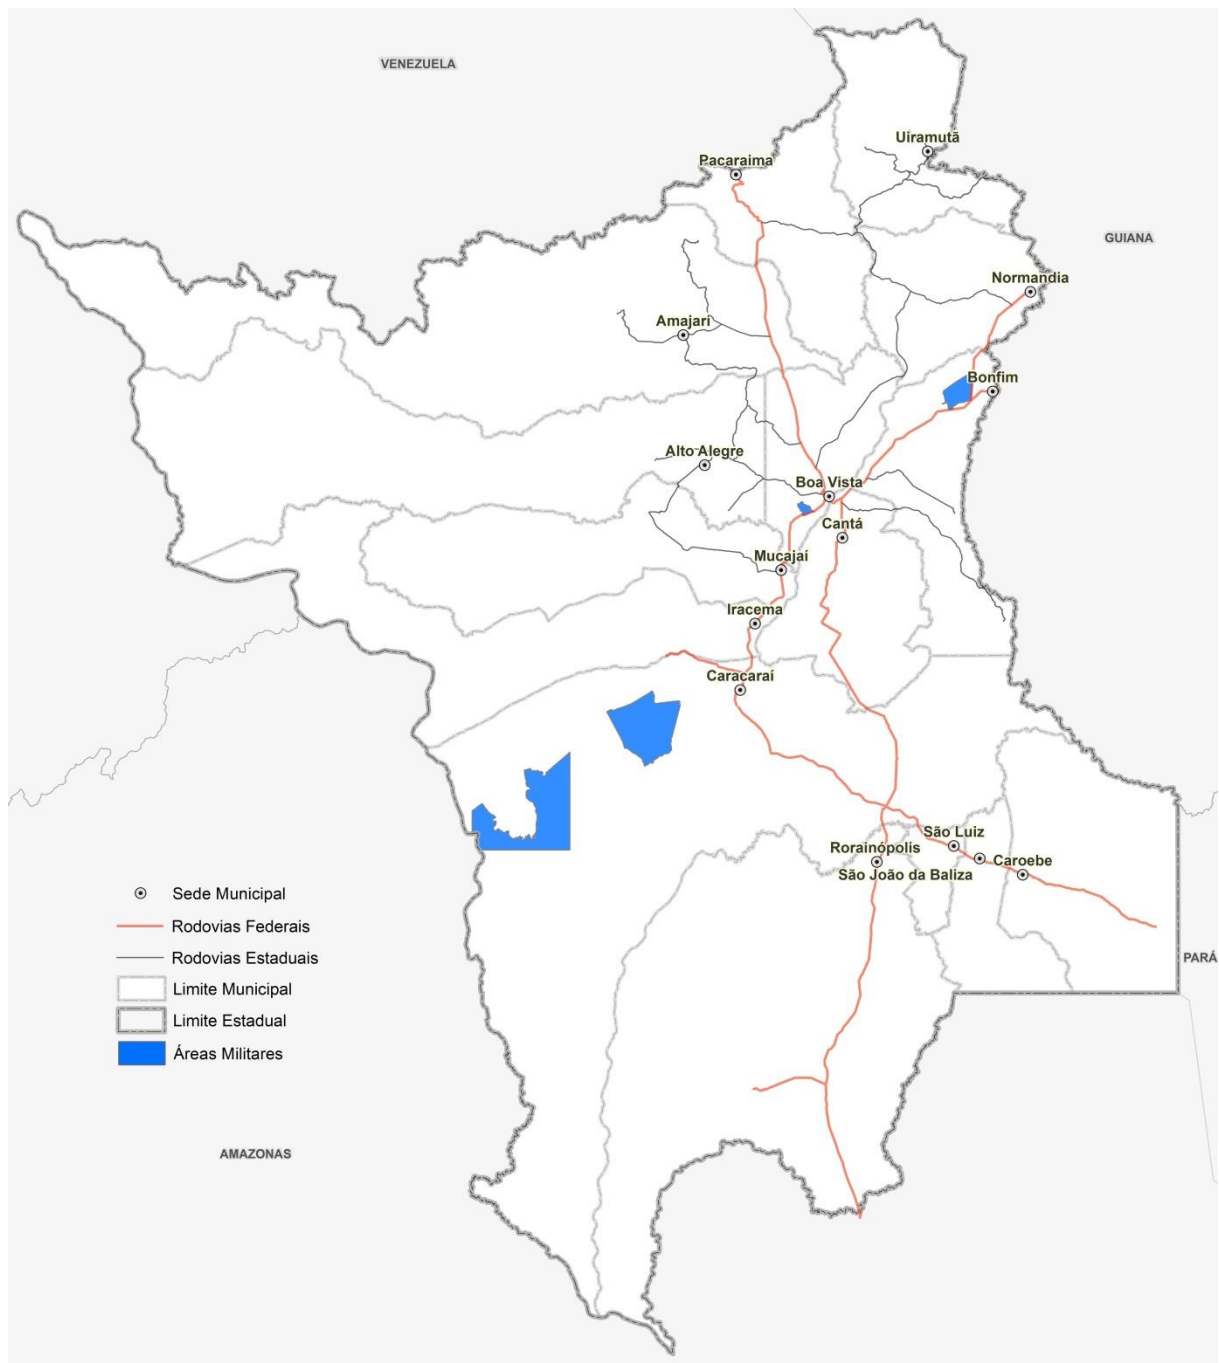 VENEZUELA
Uiramutã
Pacaraima
GUIANA
Normandia
Amajarí
Bonfim
Alto Alegre
Boa Vista
Cantá
Mucajaí
Iracema
Caracaraí
São Luiz
Rorainópolis
Caroebe
São João da Baliza
Sede Municipal
Rodovias Federais
Rodovias Estaduais
PARÁ
Limite Municipal
Limite Estadual
Áreas Militares
AMAZONAS